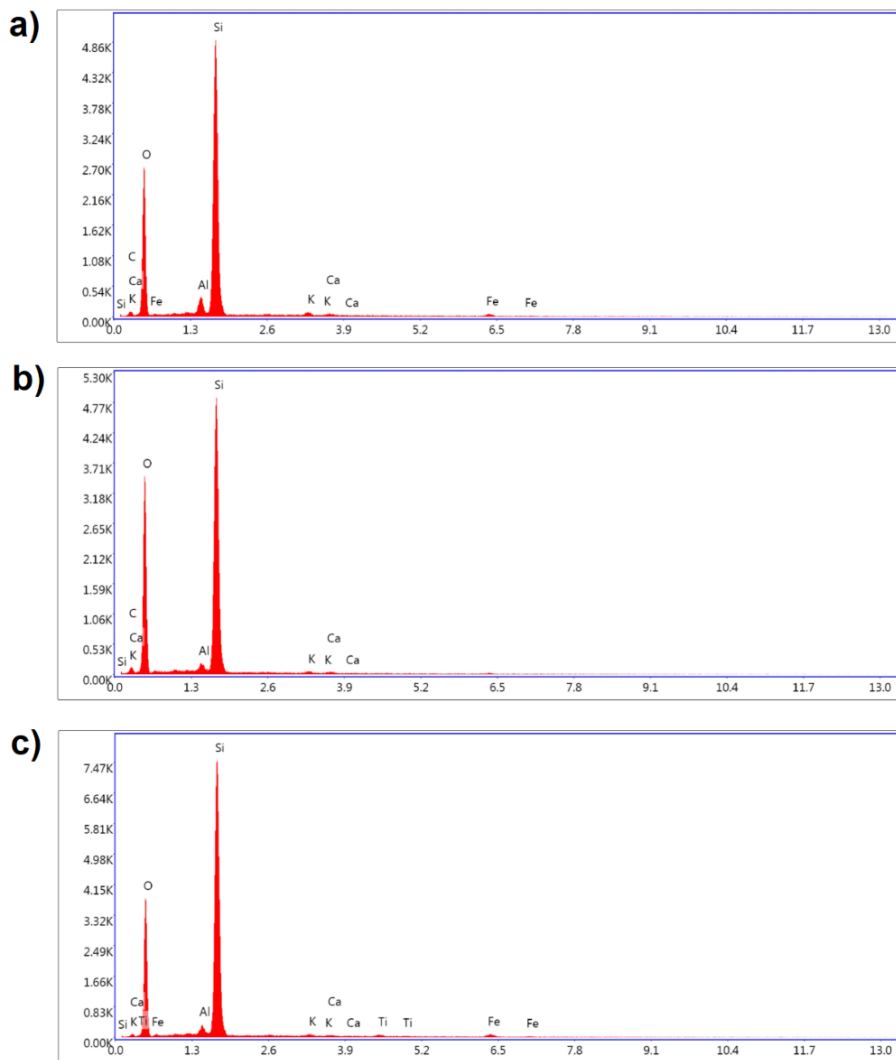 a)
Si
4.86K
4.32K
3.78K
3.24K
2.70K
O
2.16K
1.62K
1.08K
C
0.54K
Ca
Al
Ca
Si K Fe
K K Ca
Fe Fe
0.00K
0.0 1.3 2.6 3.9 5.2 6.5 7.8 9.1 10.4 11.7 13.0
b)
5.30K
Si
4.77K
4.24K
3.71K
O
3.18K
2.65K
2.12K
1.59K
1.06K
C
0.53K
Ca
Al
Ca
Si K
K K Ca
0.00K
0.0 1.3 2.6 3.9 5.2 6.5 7.8 9.1 10.4 11.7 13.0
c)
Si
7.47K
6.64K
5.81K
4.98K
4.15K
O
3.32K
2.49K
1.66K
0.83K
Ca
Al
Ca
Si K Ti Fe
K K Ca Ti Ti Fe Fe
0.00K
0.0 1.3 2.6 3.9 5.2 6.5 7.8 9.1 10.4 11.7 13.0